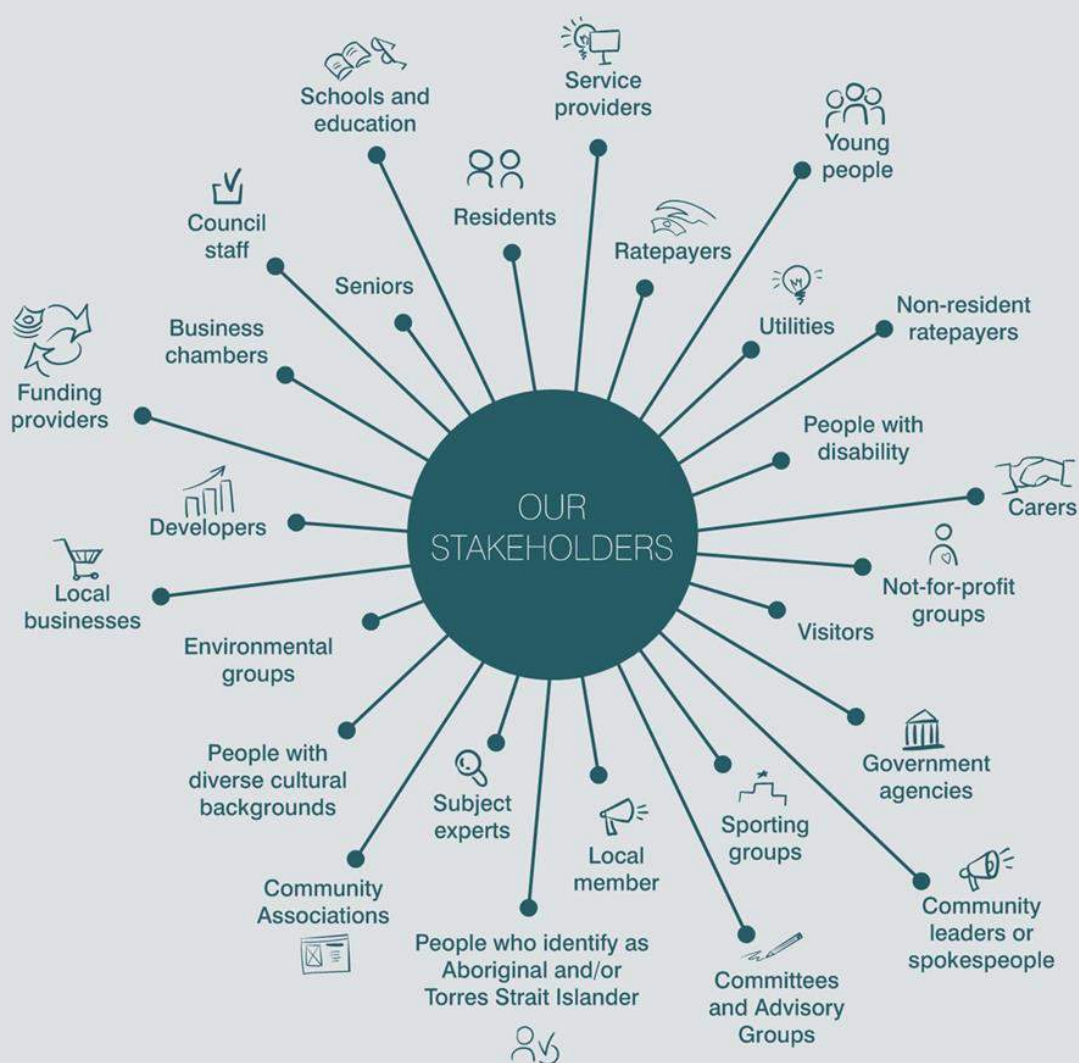 Schools and
education
Service
providers
Young
people
Council
staff
Residents
Ratepayers
Seniors
Utilities
Non-resident
ratepayers
Business
chambers
Funding
providers
People with
disability
Carers
Developers
OUR
STAKEHOLDERS
Local
businesses
Not-for-profit
groups
Visitors
Environmental
groups
People with
diverse cultural
backgrounds
Subject
experts
Local
member
Sporting
groups
Government
agencies
Community
Associations
People who identify as
Aboriginal and/or
Torres Strait Islander
Committees
and Advisory
Groups
Community
leaders or
spokespeople